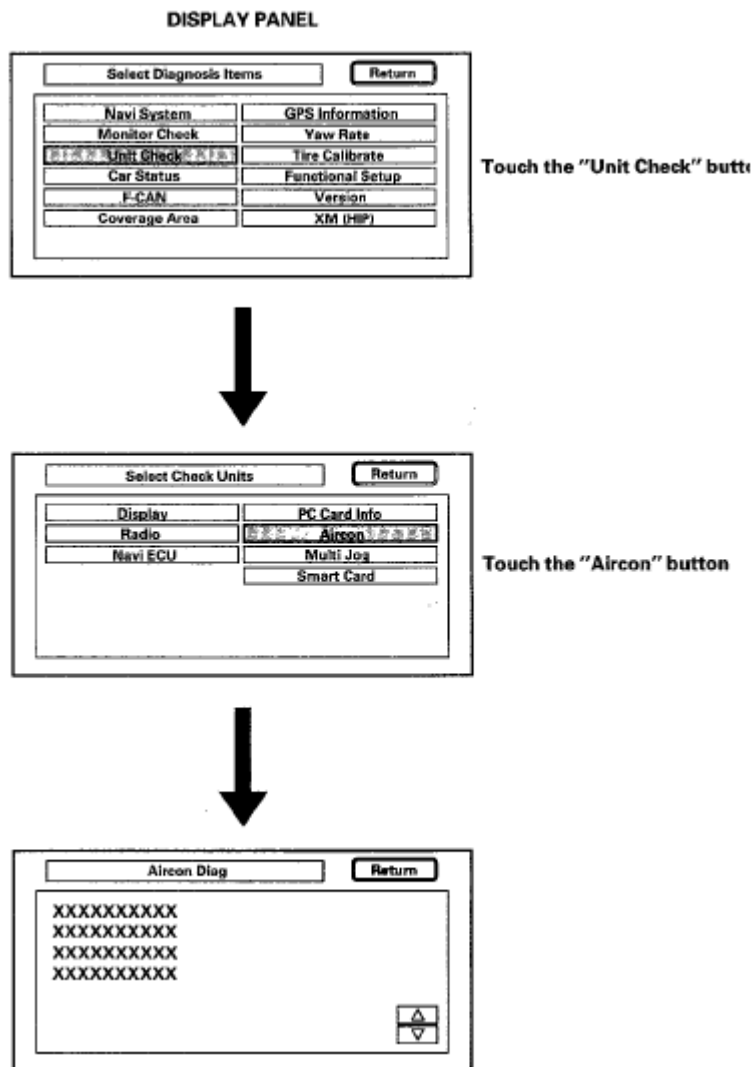 DISPLAY PANEL
Select Diagnosis Items Return
Navi System GPS Information
Monitor Check Yaw Rate
Unit Check Tire Calibrate
Car Status Functional Setup
F-CAN Version
Coverage Area XM (HIP)
Touch the "Unit Check" butt
Select Check Units Return
Display PC Card Info
Radio Aircon
Navi ECU Multi Jog
Smart Card
Touch the "Aircon" button
Aircon Diag Return
XXXXXXXXXX
XXXXXXXXXX
XXXXXXXXXX
XXXXXXXXXX